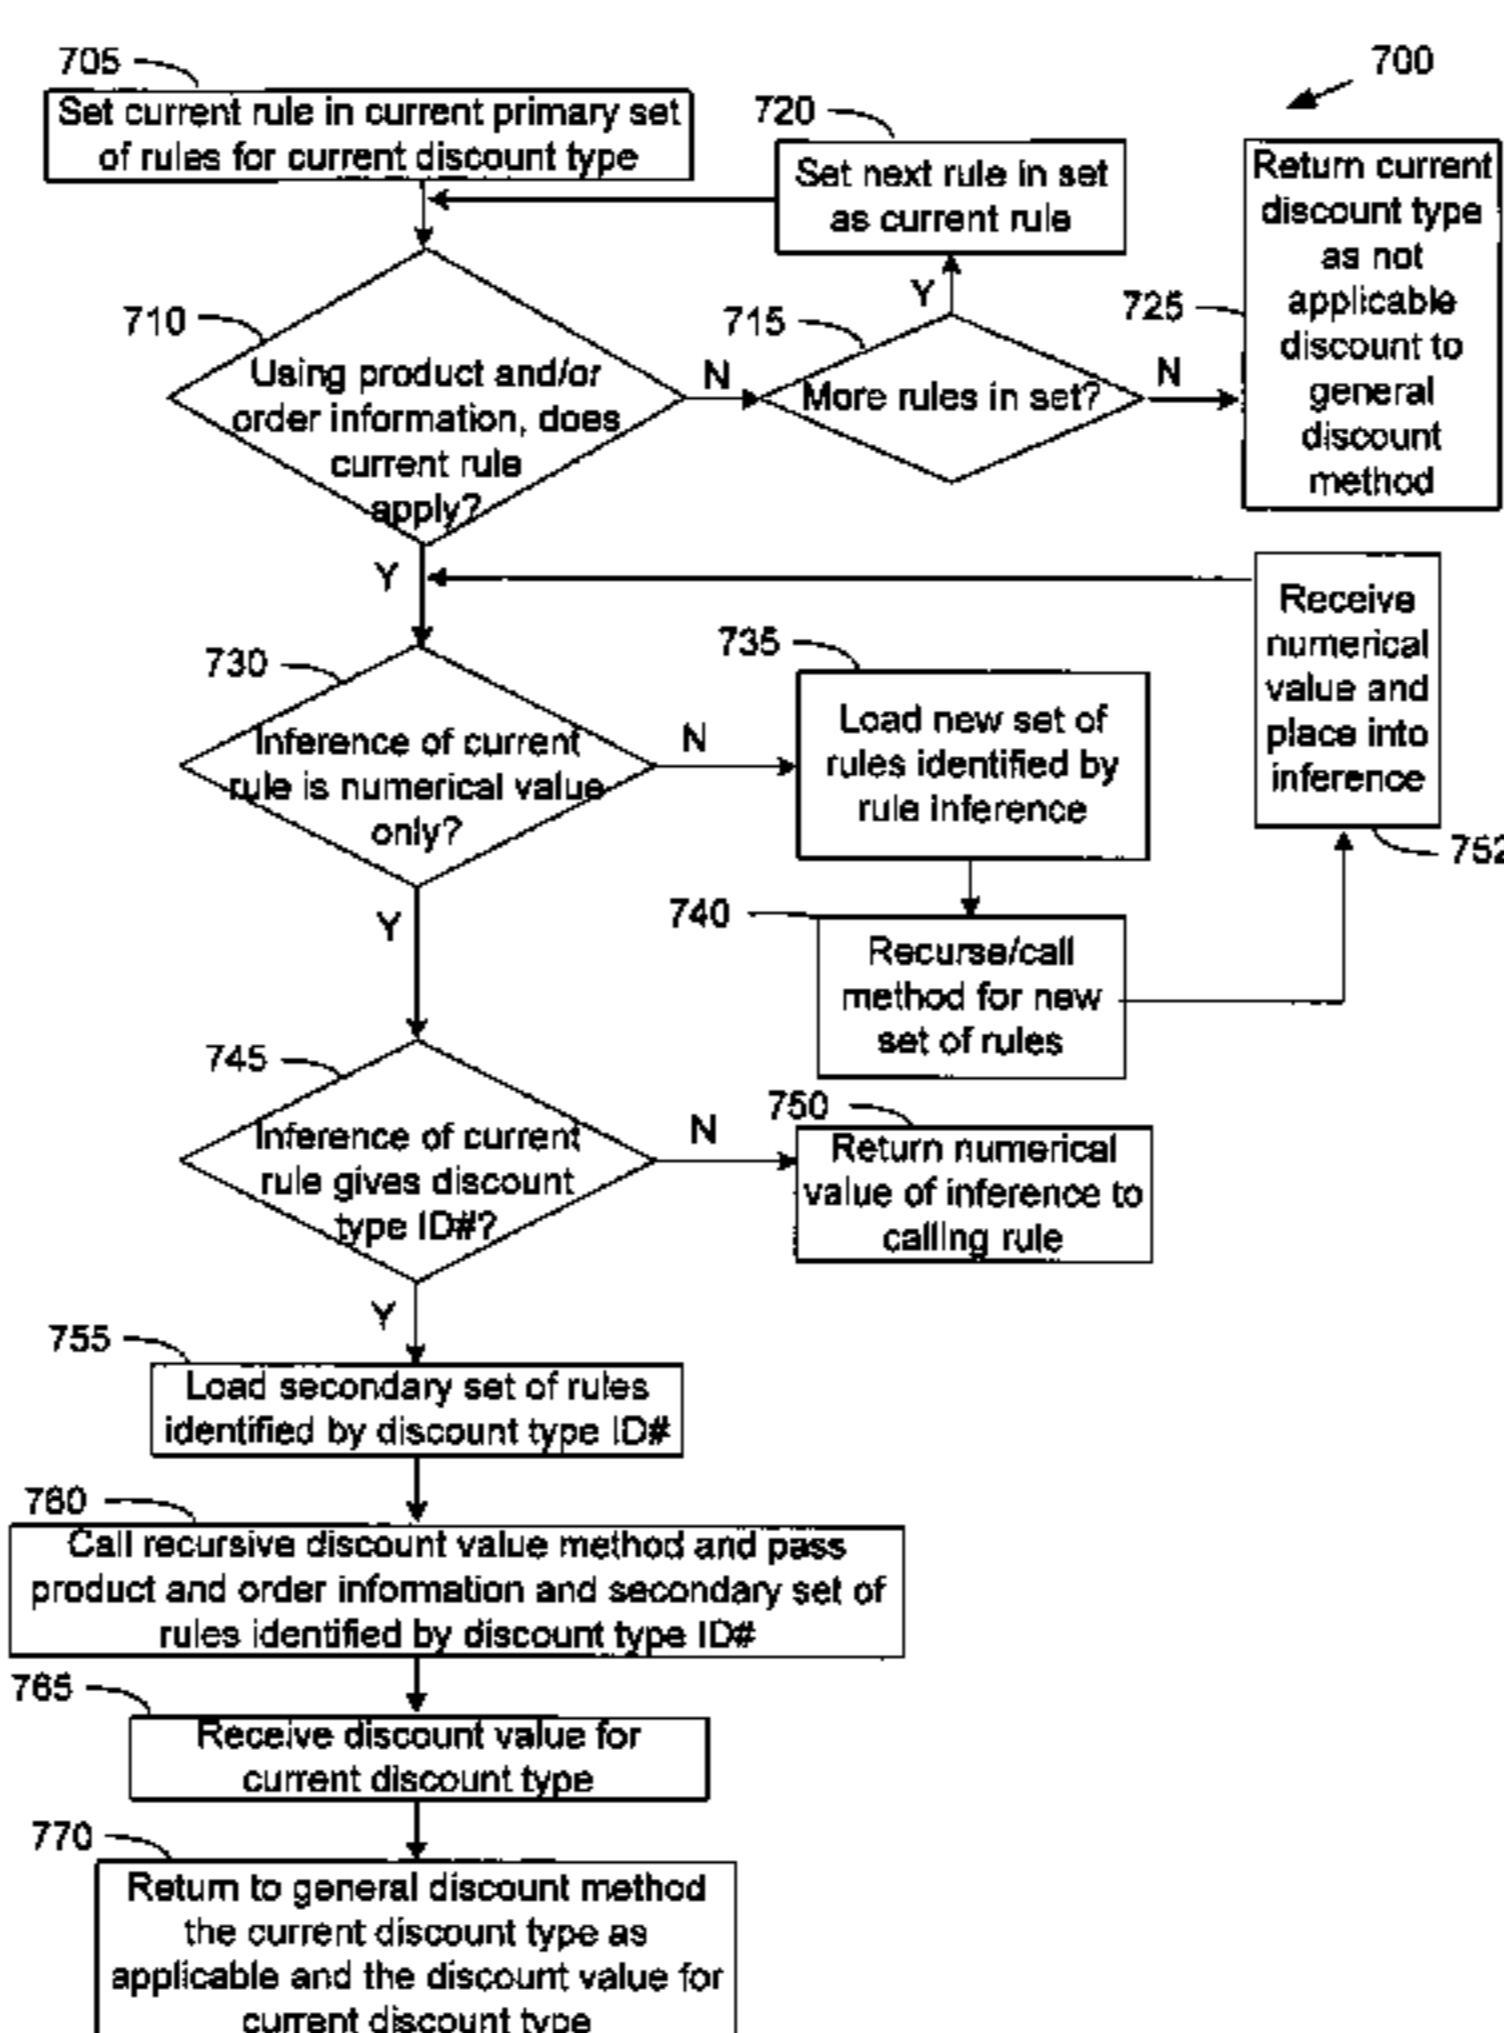 705
Set current rule in current primary set
of rules for current discount type
700
720
Set next rule in set
as current rule
Return current
discount type
as not
applicable
discount to
general
discount
method
725
710
Using product and/or
order information, does
current rule
apply?
N
715
More rules in set?
Y
N
Y
Receive
numerical
value and
place into
inference
752
730
Inference of current
rule is numerical value
only?
N
735
Load new set of
rules identified by
rule inference
Y
740
Recurse/call
method for new
set of rules
745
Inference of current
rule gives discount
type ID#?
N
750
Return numerical
value of inference to
calling rule
Y
755
Load secondary set of rules
identified by discount type ID#
760
Call recursive discount value method and pass
product and order information and secondary set of
rules identified by discount type ID#
765
Receive discount value for
current discount type
770
Return to general discount method
the current discount type as
applicable and the discount value for
current discount type